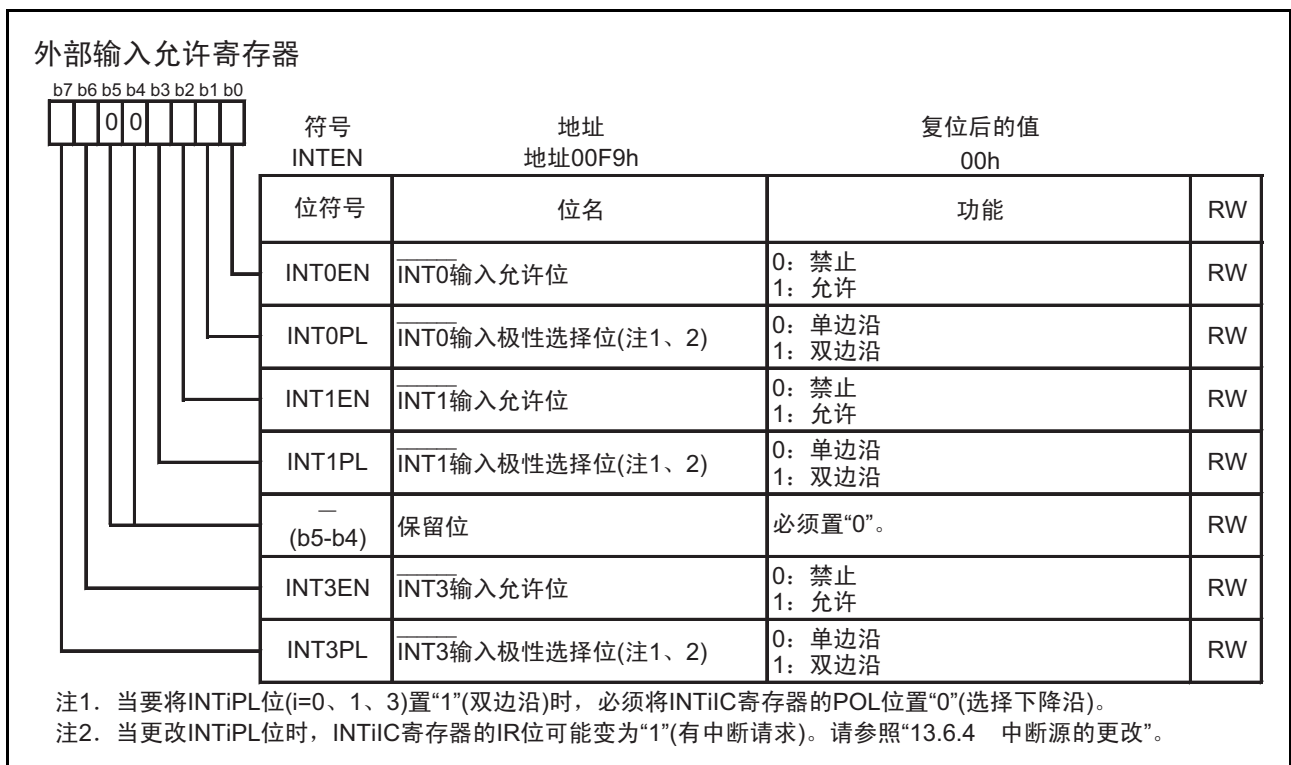 外部输入允许寄存器
b7 b6 b5 b4 b3 b2 b1 b0
0 0
符号 地址 复位后的值
INTEN 地址00F9h 00h
位符号 位名 功能 RW
INT0EN INT0输入允许位 0：禁止 RW
1：允许
INT0PL INT0输入极性选择位(注1、2) 0：单边沿 RW
1：双边沿
INT1EN INT1输入允许位 0：禁止 RW
1：允许
INT1PL INT1输入极性选择位(注1、2) 0：单边沿 RW
1：双边沿
—
(b5-b4) 保留位 必须置“0”。 RW
INT3EN INT3输入允许位 0：禁止 RW
1：允许
INT3PL INT3输入极性选择位(注1、2) 0：单边沿 RW
1：双边沿
注1．当要将INTiPL位(i=0、1、3)置“1”(双边沿)时，必须将INTiIC寄存器的POL位置“0”(选择下降沿)。
注2．当更改INTiPL位时，INTiIC寄存器的IR位可能变为“1”(有中断请求)。请参照“13.6.4 中断源的更改”。